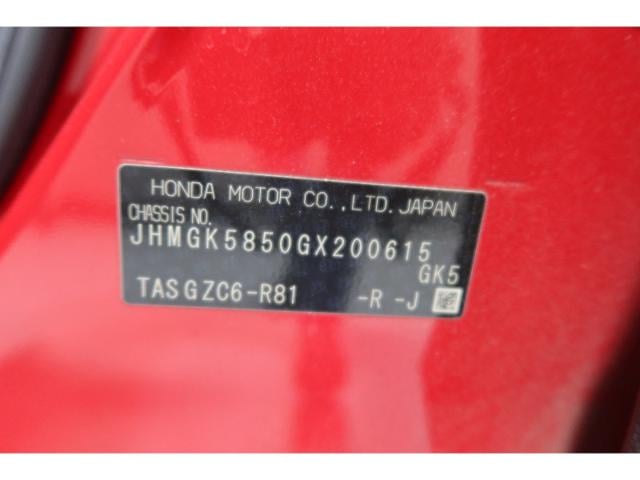 HONDA MOTOR CO.,LTD.JAPAN
CHASSIS NO.
JHMGK5850GX200615
GK5
TASGZC6-R81 -R -J